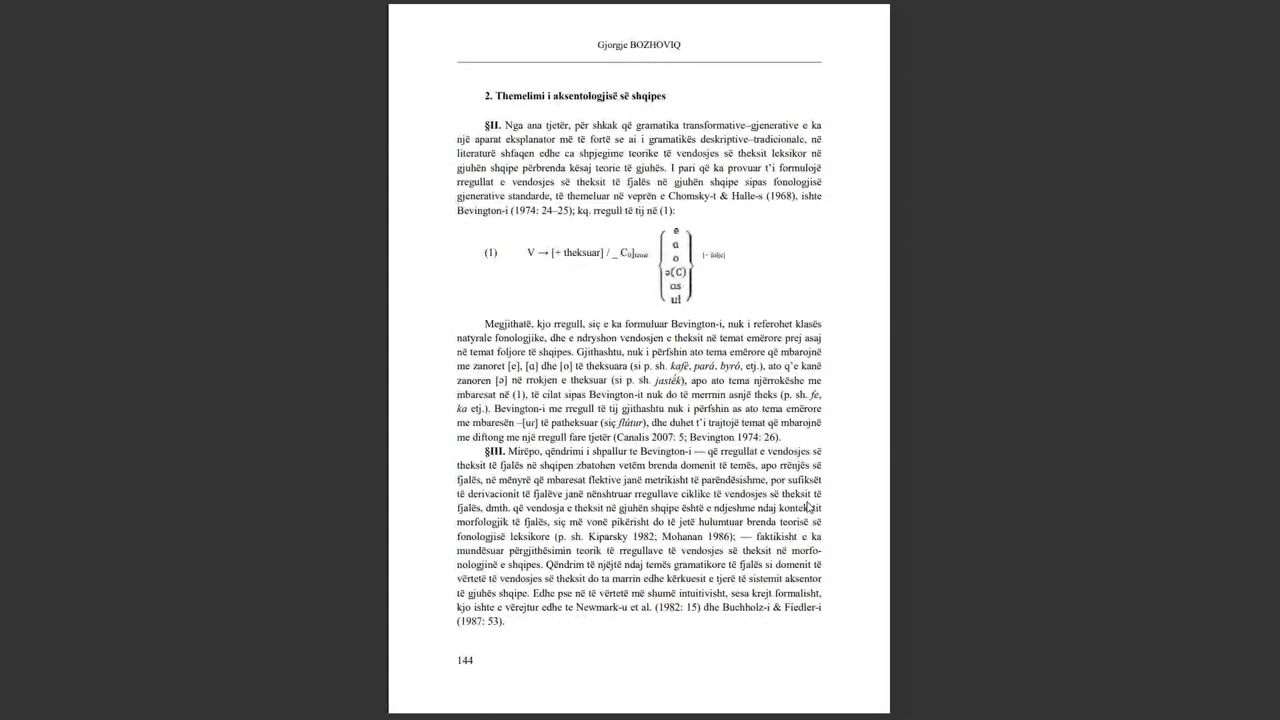 Gjorgje BOZHOVIQ
2. Themelimi i aksentologjisë së shqipes
§II. Nga ana tjetër, për shkak që gramatika transformative–gjenerative e ka
një aparat eksplanator më të fortë se ai i gramatikës deskriptive–tradicionale, në
literaturë shfaqen edhe ca shpjegime teorike të vendosjes së theksit leksikor në
gjuhën shqipe përbrenda kësaj teorie të gjuhës. I pari që ka provuar t’i formulojë
rregullat e vendosjes së theksit të fjalës në gjuhën shqipe sipas fonologjisë
gjenerative standarde, të themeluar në veprën e Chomsky-t & Halle-s (1968), ishte
Bevington-i (1974: 24–25); kq. rregull të tij në (1):
(1) V → [+ theksuar] / _ C₀]temë { e
a
o
ə(C)
as
ul } [– folje]
Megjithatë, kjo rregull, siç e ka formuluar Bevington-i, nuk i referohet klasës
natyrale fonologjike, dhe e ndryshon vendosjen e theksit në temat emërore prej asaj
në temat foljore të shqipes. Gjithashtu, nuk i përfshin ato tema emërore që mbarojnë
me zanoret [e], [ɑ] dhe [o] të theksuara (si p. sh. kafé, pará, byró, etj.), ato q’e kanë
zanoren [ə] në rrokjen e theksuar (si p. sh. jastë́k), apo ato tema njërrokëshe me
mbaresat në (1), të cilat sipas Bevington-it nuk do të merrnin asnjë theks (p. sh. fe,
ka etj.). Bevington-i me rregull të tij gjithashtu nuk i përfshin as ato tema emërore
me mbaresën –[uɾ] të patheksuar (siç flútur), dhe duhet t’i trajtojë temat që mbarojnë
me diftong me një rregull fare tjetër (Canalis 2007: 5; Bevington 1974: 26).
§III. Mirëpo, qëndrimi i shpallur te Bevington-i — që rregullat e vendosjes së
theksit të fjalës në shqipen zbatohen vetëm brenda domenit të temës, apo rrënjës së
fjalës, në mënyrë që mbaresat flektive janë metrikisht të parëndësishme, por sufiksët
të derivacionit të fjalëve janë nënshtruar rregullave ciklike të vendosjes së theksit të
fjalës, dmth. që vendosja e theksit në gjuhën shqipe është e ndjeshme ndaj kontekstit
morfologjik të fjalës, siç më vonë pikërisht do të jetë hulumtuar brenda teorisë së
fonologjisë leksikore (p. sh. Kiparsky 1982; Mohanan 1986); — faktikisht e ka
mundësuar përgjithësimin teorik të rregullave të vendosjes së theksit në morfo-
nologjinë e shqipes. Qëndrim të njëjtë ndaj temës gramatikore të fjalës si domenit të
vërtetë të vendosjes së theksit do ta marrin edhe kërkuesit e tjerë të sistemit aksentor
të gjuhës shqipe. Edhe pse në të vërtetë më shumë intuitivisht, sesa krejt formalisht,
kjo ishte e vërejtur edhe te Newmark-u et al. (1982: 15) dhe Buchholz-i & Fiedler-i
(1987: 53).
144